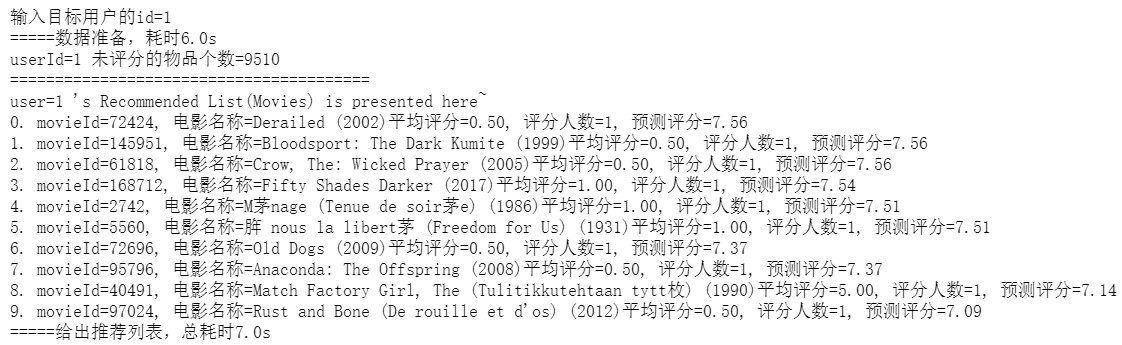 输入目标用户的id=1
=====数据准备，耗时6.0s
userId=1 未评分的物品个数=9510
========================================
user=1 's Recommended List(Movies) is presented here~
0. movieId=72424, 电影名称=Derailed (2002)平均评分=0.50, 评分人数=1, 预测评分=7.56
1. movieId=145951, 电影名称=Bloodsport: The Dark Kumite (1999)平均评分=0.50, 评分人数=1, 预测评分=7.56
2. movieId=61818, 电影名称=Crow, The: Wicked Prayer (2005)平均评分=0.50, 评分人数=1, 预测评分=7.56
3. movieId=168712, 电影名称=Fifty Shades Darker (2017)平均评分=1.00, 评分人数=1, 预测评分=7.54
4. movieId=2742, 电影名称=M茅nage (Tenue de soir茅e) (1986)平均评分=1.00, 评分人数=1, 预测评分=7.51
5. movieId=5560, 电影名称=脌 nous la libert茅 (Freedom for Us) (1931)平均评分=1.00, 评分人数=1, 预测评分=7.51
6. movieId=72696, 电影名称=Old Dogs (2009)平均评分=0.50, 评分人数=1, 预测评分=7.37
7. movieId=95796, 电影名称=Anaconda: The Offspring (2008)平均评分=0.50, 评分人数=1, 预测评分=7.37
8. movieId=40491, 电影名称=Match Factory Girl, The (Tulitikkutehtaan tytt枚) (1990)平均评分=5.00, 评分人数=1, 预测评分=7.14
9. movieId=97024, 电影名称=Rust and Bone (De rouille et d'os) (2012)平均评分=0.50, 评分人数=1, 预测评分=7.09
=====给出推荐列表，总耗时7.0s